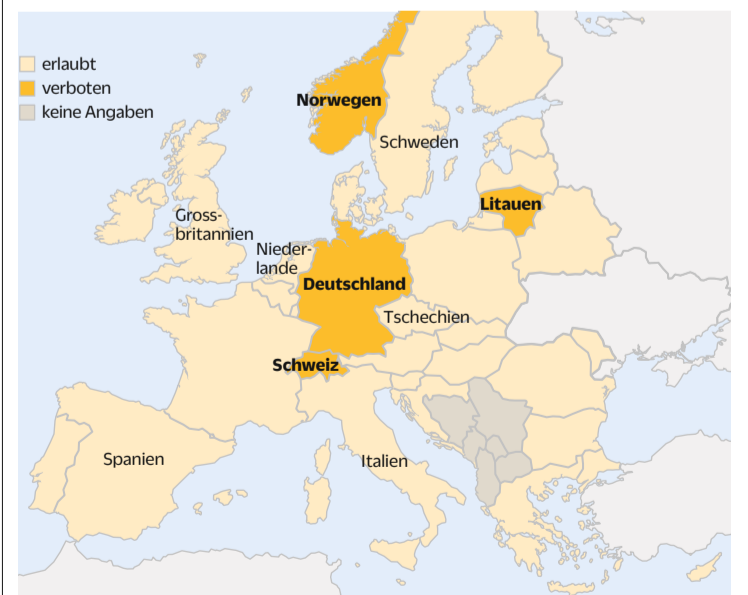 erlaubt
verboten
keine Angaben
Norwegen
Schweden
Litauen
Gross-
britannien
Nieder-
lande
Deutschland
Tschechien
Schweiz
Spanien
Italien